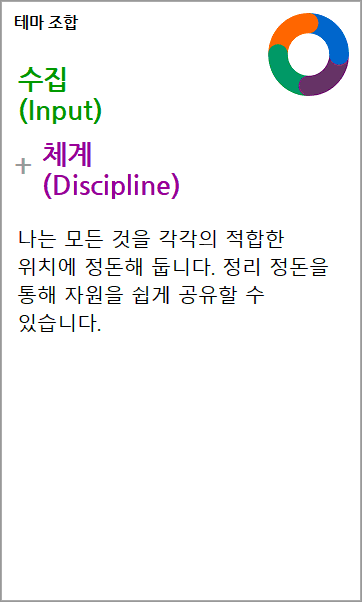 테마 조합
수집
(Input)
+ 체계
(Discipline)
나는 모든 것을 각각의 적합한
위치에 정돈해 둡니다. 정리 정돈을
통해 자원을 쉽게 공유할 수
있습니다.